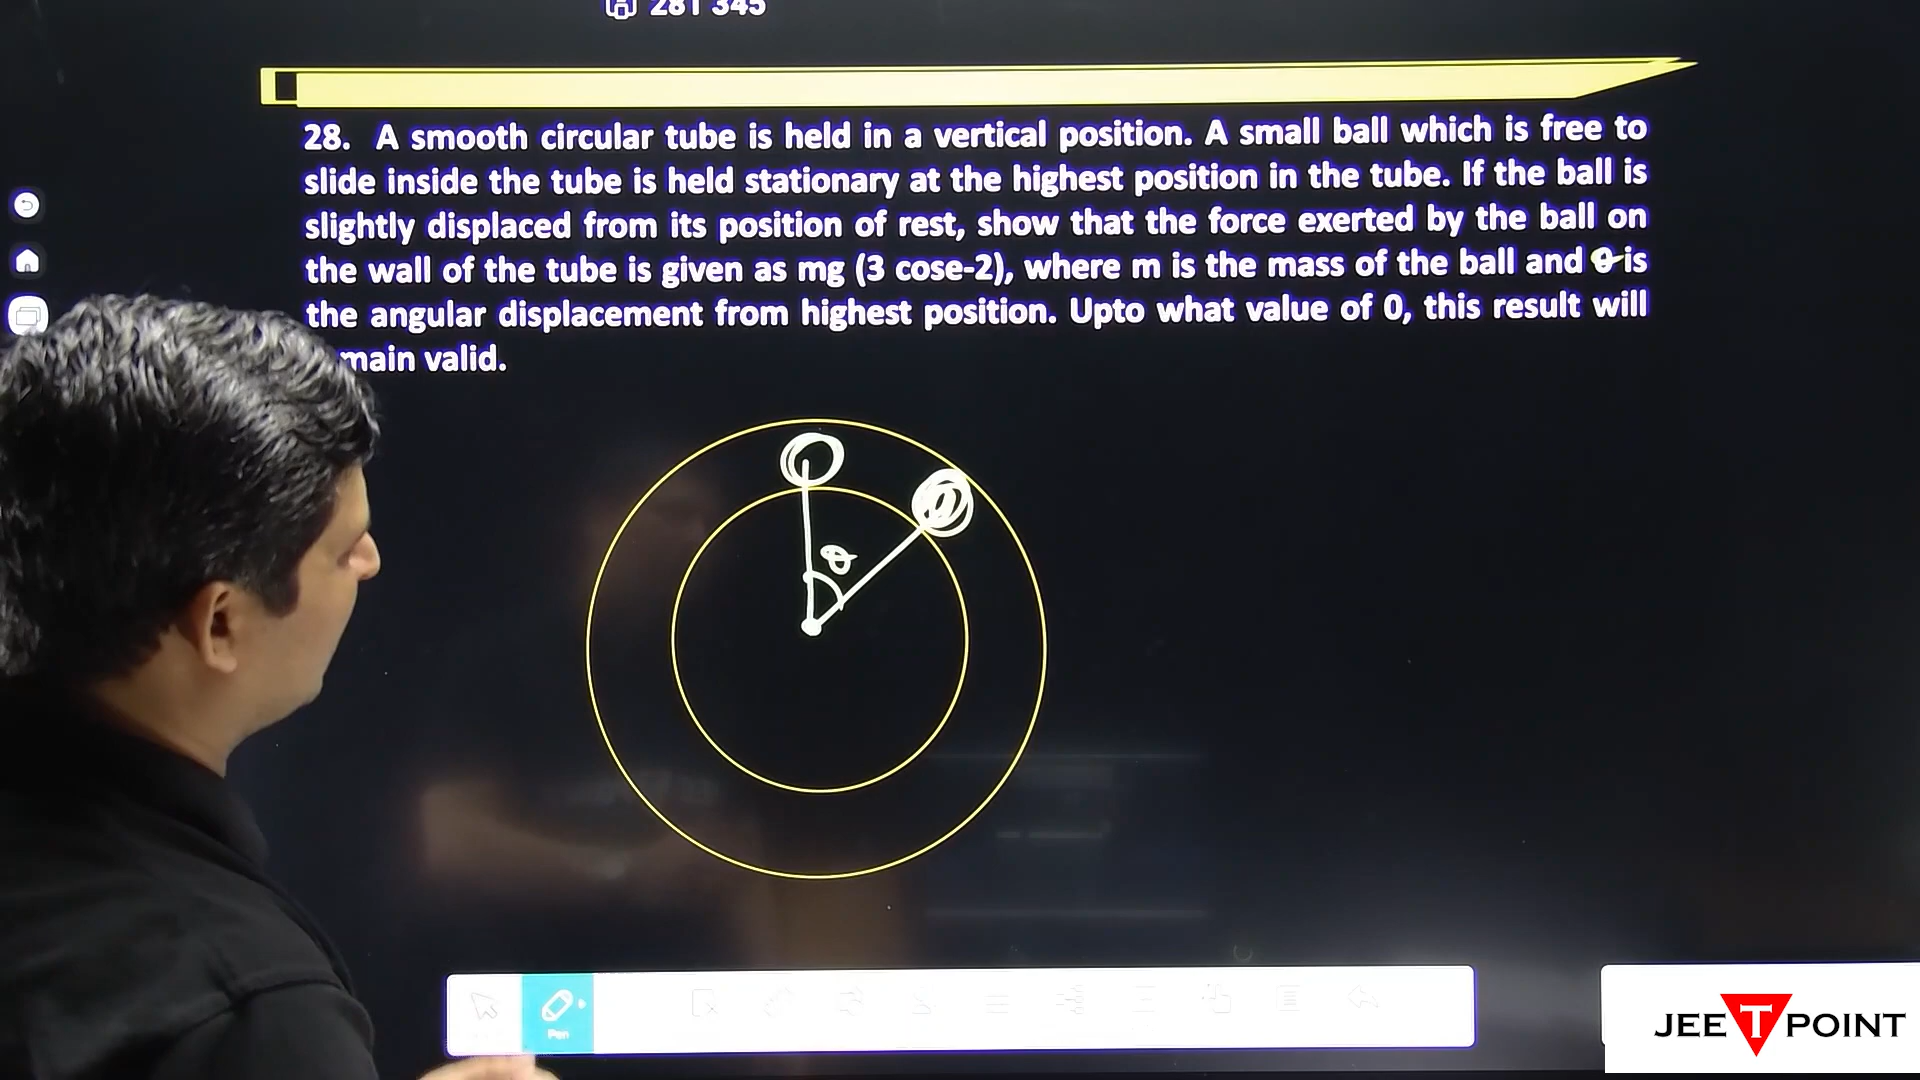 281 345
28. A smooth circular tube is held in a vertical position. A small ball which is free to
slide inside the tube is held stationary at the highest position in the tube. If the ball is
slightly displaced from its position of rest, show that the force exerted by the ball on
the wall of the tube is given as mg (3 cose-2), where m is the mass of the ball and θ is
the angular displacement from highest position. Upto what value of 0, this result will
main valid.
θ
Pen
JEE T POINT